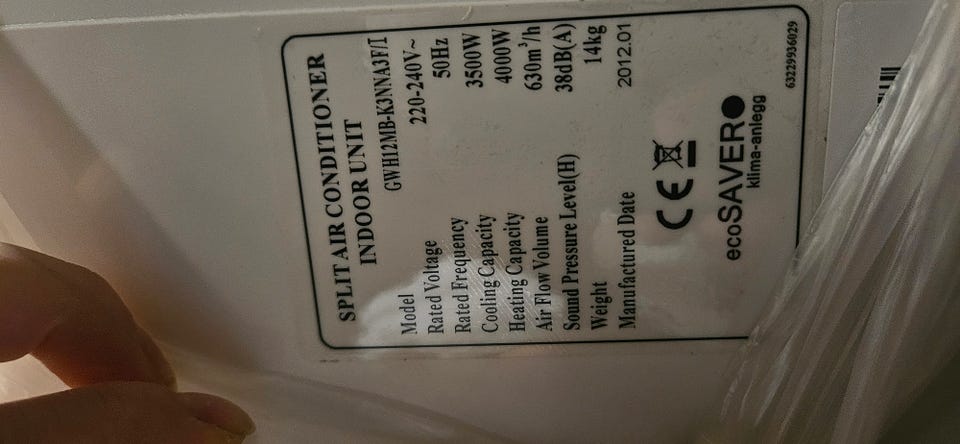 SPLIT AIR CONDITIONER
INDOOR UNIT
Model GWH12MB-K3NNA3F/I
Rated Voltage 220-240V~
Rated Frequency 50Hz
Cooling Capacity 3500W
Heating Capacity 4000W
Air Flow Volume 630m³/h
Sound Pressure Level(H) 38dB(A)
Weight 14kg
Manufactured Date 2012.01
CE
ecoSAVER
klima-anlegg
63229936029